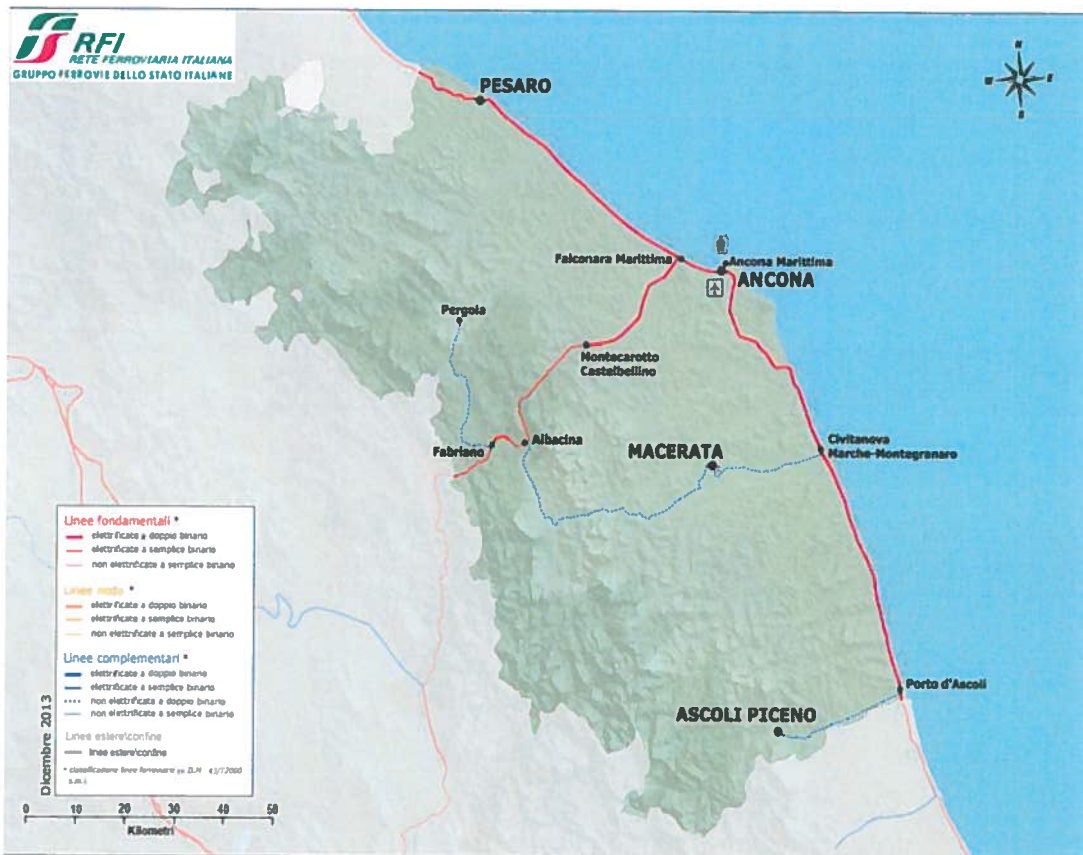 RFI
RETE FERROVIARIA ITALIANA
GRUPPO FERROVIE DELLO STATO ITALIANE
N
W E
S
PESARO
Falconara Marittima
Ancona Marittima
ANCONA
Pergola
Montecarotto
Castelbellino
Fabriano
Albacina
MACERATA
Civitanova
Marche-Montegranaro
Porto d'Ascoli
ASCOLI PICENO
Linee fondamentali *
elettrificate a doppio binario
elettrificate a semplice binario
non elettrificate a semplice binario
Linee nodo *
elettrificate a doppio binario
elettrificate a semplice binario
non elettrificate a semplice binario
Linee complementari *
elettrificate a doppio binario
elettrificate a semplice binario
non elettrificate a doppio binario
non elettrificate a semplice binario
Linee estere\confine
linee estere\confine
* classificazione linee ferroviarie ex D.M.
s.m.i
Dicembre 2013
0 10 20 30 40 50
Kilometri